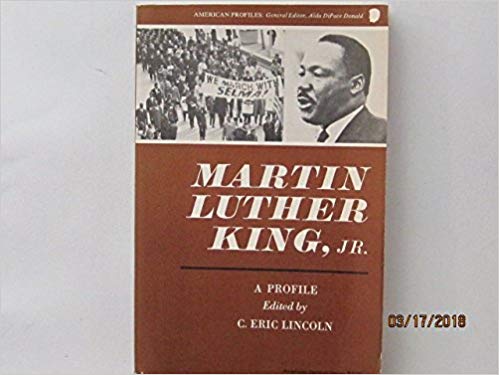 AMERICAN PROFILES: General Editor, Aïda DiPace Donald
WE MARCH WITH
SELMA!
MARTIN
LUTHER
KING, JR.
A PROFILE
Edited by
C. ERIC LINCOLN
03/17/2018